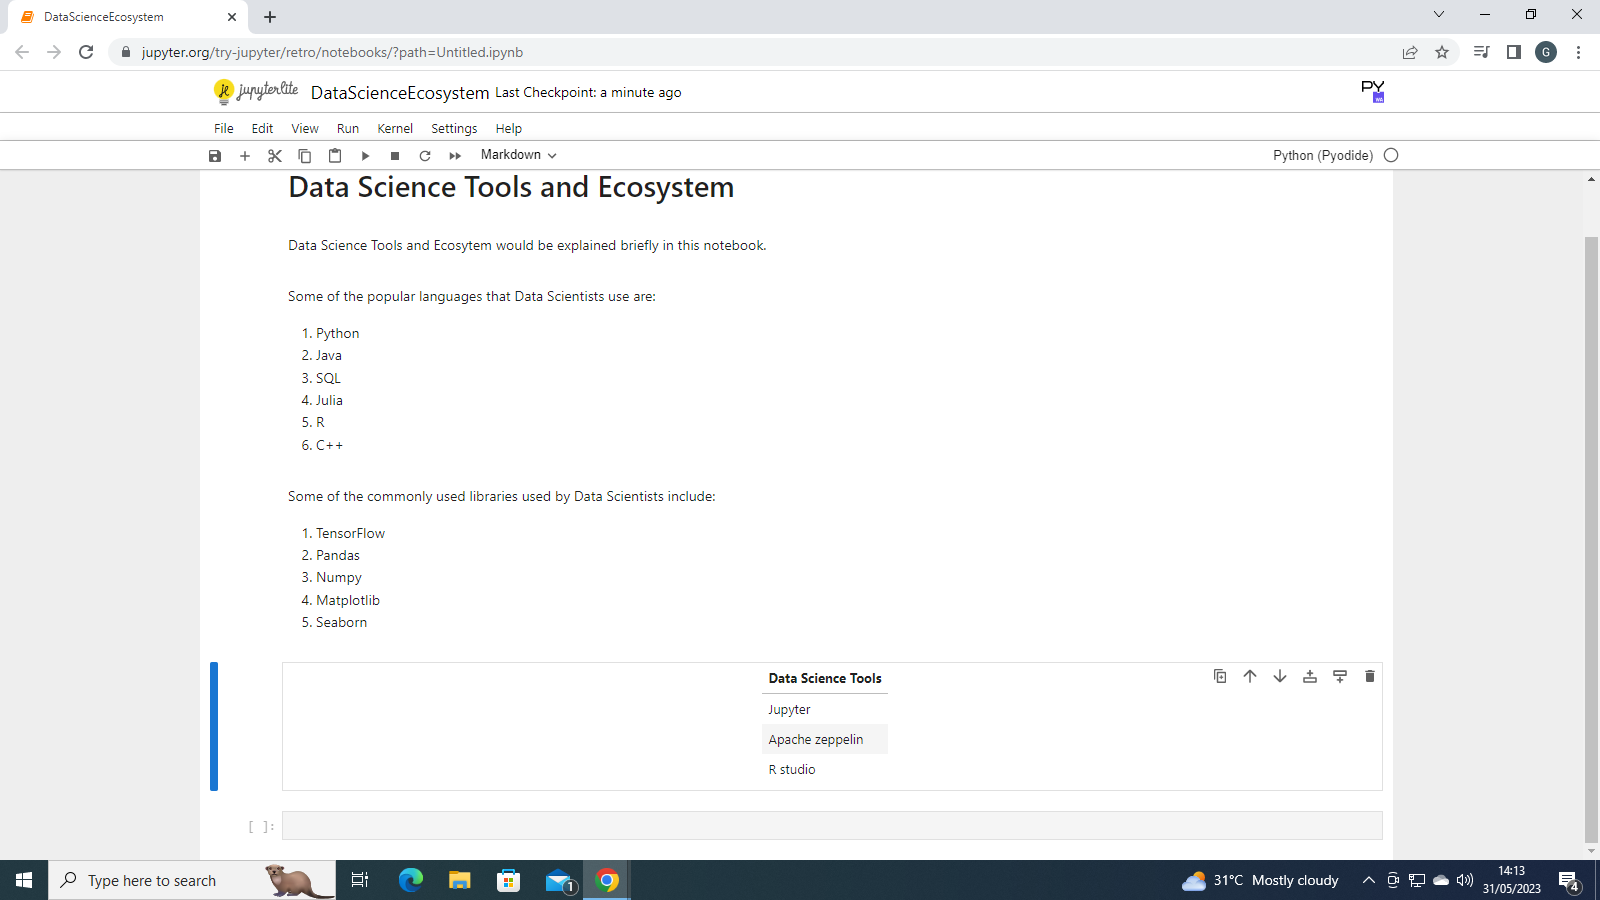 DataScienceEcosystem
jupyter.org/try-jupyter/retro/notebooks/?path=Untitled.ipynb
G
jupyterlite DataScienceEcosystem Last Checkpoint: a minute ago
PY
WA
File Edit View Run Kernel Settings Help
Markdown
Python (Pyodide)
Data Science Tools and Ecosystem
Data Science Tools and Ecosytem would be explained briefly in this notebook.
Some of the popular languages that Data Scientists use are:
1. Python
2. Java
3. SQL
4. Julia
5. R
6. C++
Some of the commonly used libraries used by Data Scientists include:
1. TensorFlow
2. Pandas
3. Numpy
4. Matplotlib
5. Seaborn
Data Science Tools
Jupyter
Apache zeppelin
R studio
[ ]:
Type here to search
1
31°C Mostly cloudy
14:13
31/05/2023
4